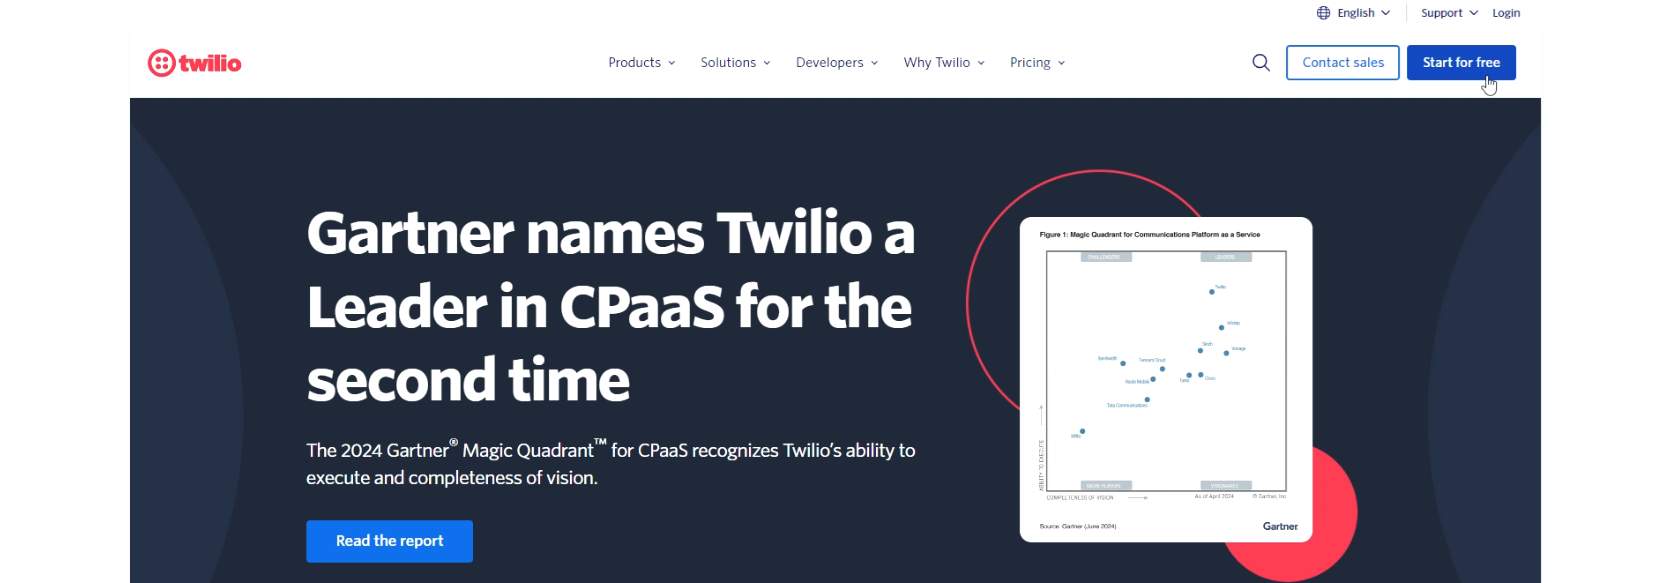 English
Support
Login
twilio
Products
Solutions
Developers
Why Twilio
Pricing
Contact sales
Start for free
Gartner names Twilio a
Leader in CPaaS for the
second time
The 2024 Gartner® Magic Quadrant™ for CPaaS recognizes Twilio's ability to
execute and completeness of vision.
Read the report
Figure 1: Magic Quadrant for Communications Platform as a Service
CHALLENGERS
LEADERS
Twilio
Infobip
Sinch
Vonage
Bandwidth
Tencent Cloud
Route Mobile
Tanla
Cisco
Tata Communications
Mitto
ABILITY TO EXECUTE
NICHE PLAYERS
VISIONARIES
COMPLETENESS OF VISION
As of April 2024
© Gartner, Inc
Source: Gartner (June 2024)
Gartner